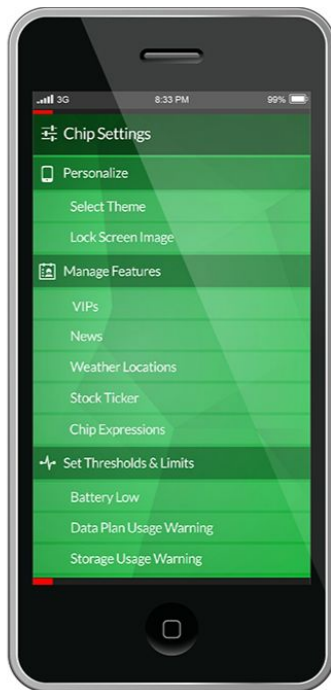 3G 8:33 PM 99%
Chip Settings
Personalize
Select Theme
Lock Screen Image
Manage Features
VIPs
News
Weather Locations
Stock Ticker
Chip Expressions
Set Thresholds & Limits
Battery Low
Data Plan Usage Warning
Storage Usage Warning